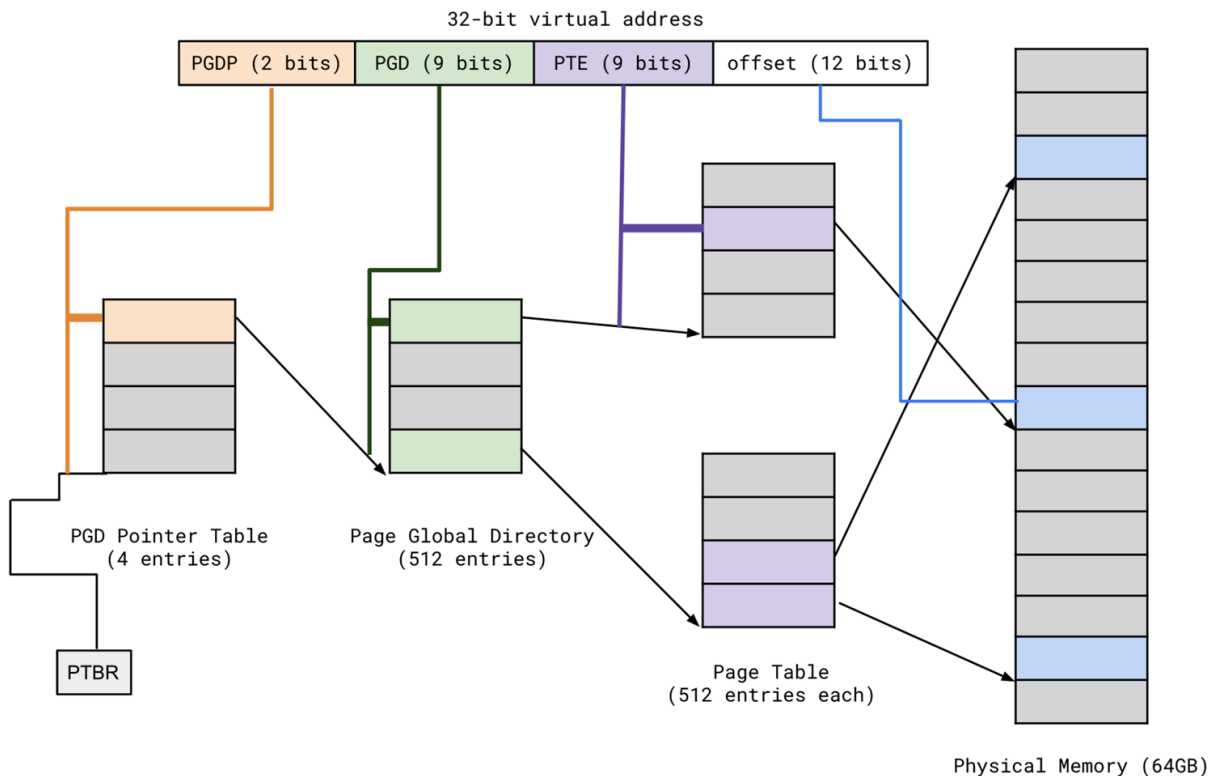 32-bit virtual address
PGDP (2 bits) PGD (9 bits) PTE (9 bits) offset (12 bits)
PGD Pointer Table
(4 entries)
Page Global Directory
(512 entries)
PTBR
Page Table
(512 entries each)
Physical Memory (64GB)